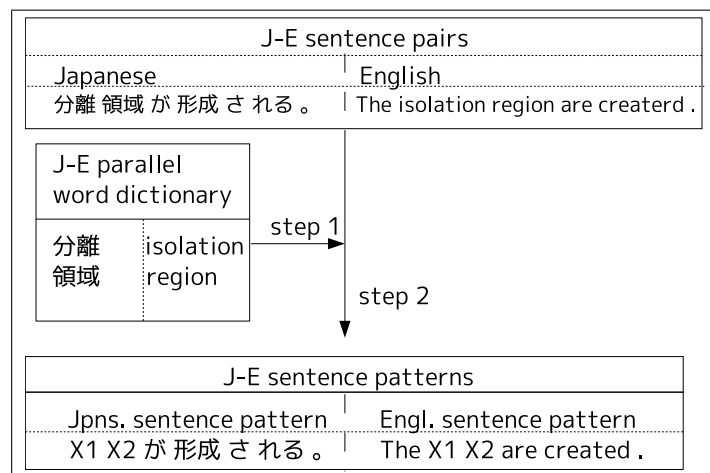 J-E sentence pairs
Japanese English
分離 領域 が 形成 さ れる 。 The isolation region are createrd .
J-E parallel
word dictionary
分離 isolation
領域 region
step 1
step 2
J-E sentence patterns
Jpns. sentence pattern Engl. sentence pattern
X1 X2 が 形成 さ れる 。 The X1 X2 are created .